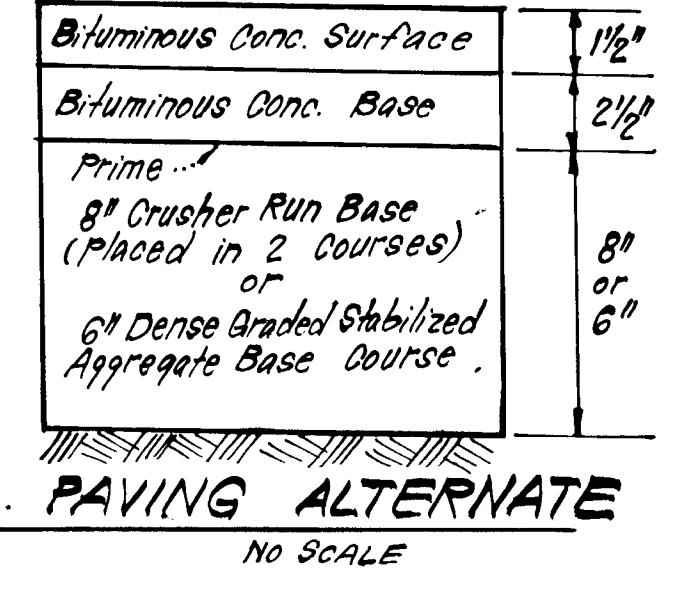 Bituminous Conc. Surface
1½"
Bituminous Conc. Base
2½"
Prime
8" Crusher Run Base
(Placed in 2 Courses)
or
6" Dense Graded Stabilized
Aggregate Base Course.
8"
or
6"
PAVING ALTERNATE
NO SCALE